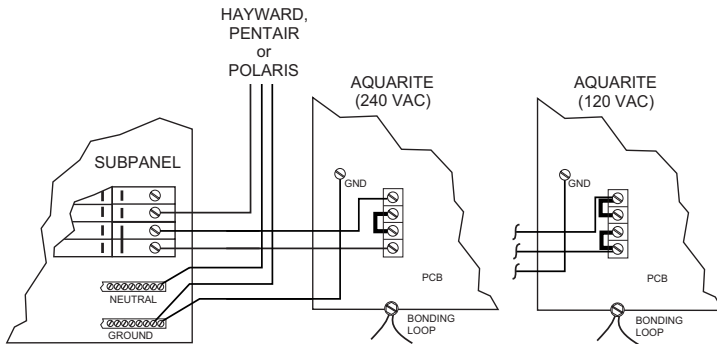 HAYWARD,
PENTAIR
or
POLARIS
AQUARITE
(240 VAC)
AQUARITE
(120 VAC)
SUBPANEL
GND
GND
PCB
PCB
NEUTRAL
GROUND
BONDING
LOOP
BONDING
LOOP